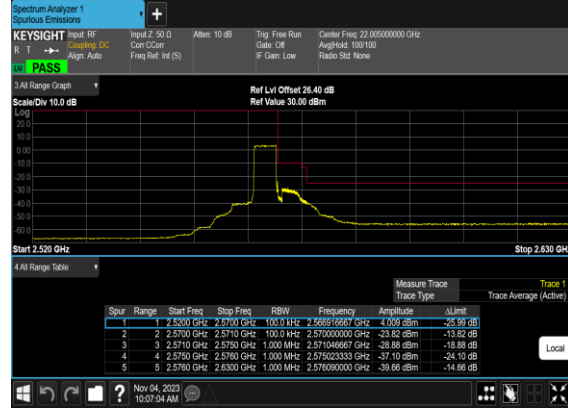 Spectrum Analyzer 1
Spurious Emissions
+
KEYSIGHT Input: RF Input Z: 50 Ω Atten: 10 dB Trig: Free Run Center Freq: 22.005000000 GHz
R T Coupling: DC Corr CCorr Gate: Off Avg|Hold: 100/100
Align: Auto Freq Ref: Int (S) IF Gain: Low Radio Std: None
PASS
3 All Range Graph
Ref Lvl Offset 26.40 dB
Scale/Div 10.0 dB Ref Value 30.00 dBm
Log
20.0
10.0
0.00
-10.0
-20.0
-30.0
-40.0
-50.0
-60.0
Start 2.520 GHz Stop 2.630 GH
4 All Range Table
Measure Trace Trace 1
Trace Type Trace Average (Active)
Spur Range Start Freq Stop Freq RBW Frequency Amplitude ΔLimit
1 1 2.5200 GHz 2.5700 GHz 100.0 kHz 2.566916667 GHz 4.009 dBm -25.99 dB
2 2 2.5700 GHz 2.5710 GHz 100.0 kHz 2.570000000 GHz -23.82 dBm -13.82 dB
3 3 2.5710 GHz 2.5750 GHz 1.000 MHz 2.571046667 GHz -28.88 dBm -18.88 dB
4 4 2.5750 GHz 2.5760 GHz 1.000 MHz 2.575023333 GHz -37.10 dBm -24.10 dB
5 5 2.5760 GHz 2.6300 GHz 1.000 MHz 2.576090000 GHz -39.66 dBm -14.66 dB
Local
?
Nov 04, 2023
10:07:04 AM